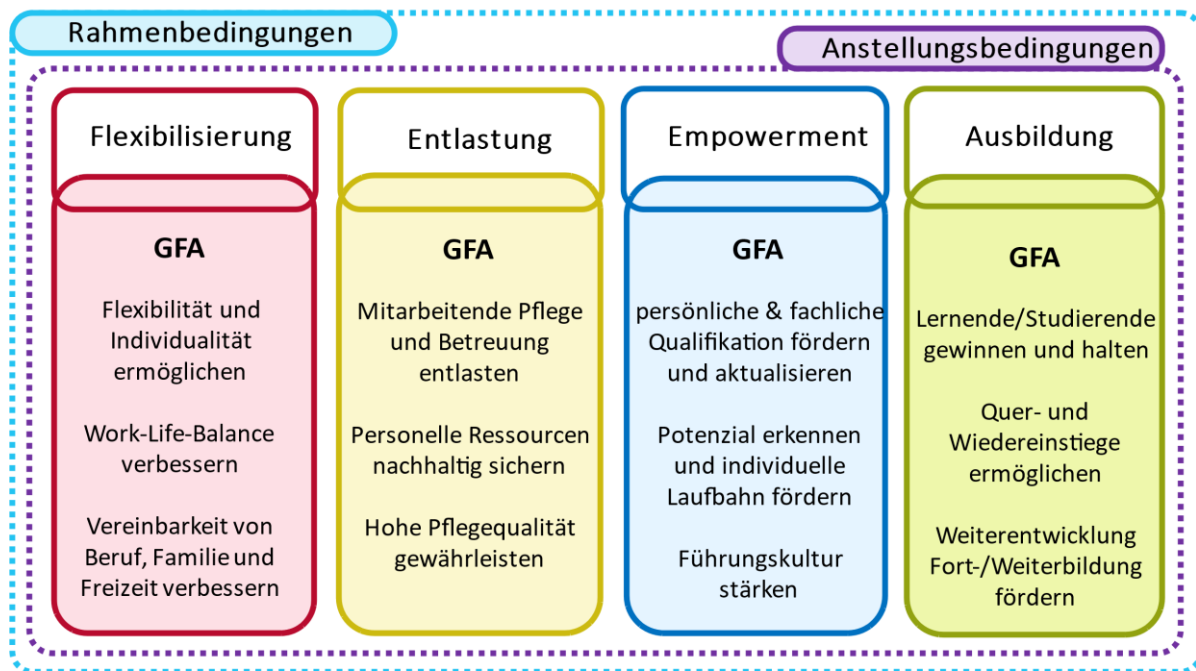 Rahmenbedingungen
Anstellungsbedingungen
Flexibilisierung
GFA
Flexibilität und
Individualität
ermöglichen
Work-Life-Balance
verbessern
Vereinbarkeit von
Beruf, Familie und
Freizeit verbessern
Entlastung
GFA
Mitarbeitende Pflege
und Betreuung
entlasten
Personelle Ressourcen
nachhaltig sichern
Hohe Pflegequalität
gewährleisten
Empowerment
GFA
persönliche & fachliche
Qualifikation fördern
und aktualisieren
Potenzial erkennen
und individuelle
Laufbahn fördern
Führungskultur
stärken
Ausbildung
GFA
Lernende/Studierende
gewinnen und halten
Quer- und
Wiedereinstiege
ermöglichen
Weiterentwicklung
Fort-/Weiterbildung
fördern